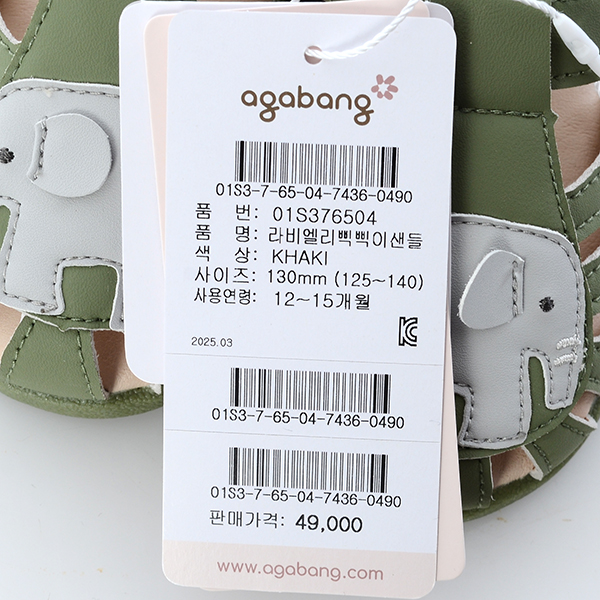 agabang
01S3-7-65-04-7436-0490
품 번: 01S376504
품 명: 라비엘리삑삑이샌들
색 상: KHAKI
사이즈: 130mm (125~140)
사용연령: 12~15개월
2025.03
01S3-7-65-04-7436-0490
01S3-7-65-04-7436-0490
판매가격: 49,000
www.agabang.com